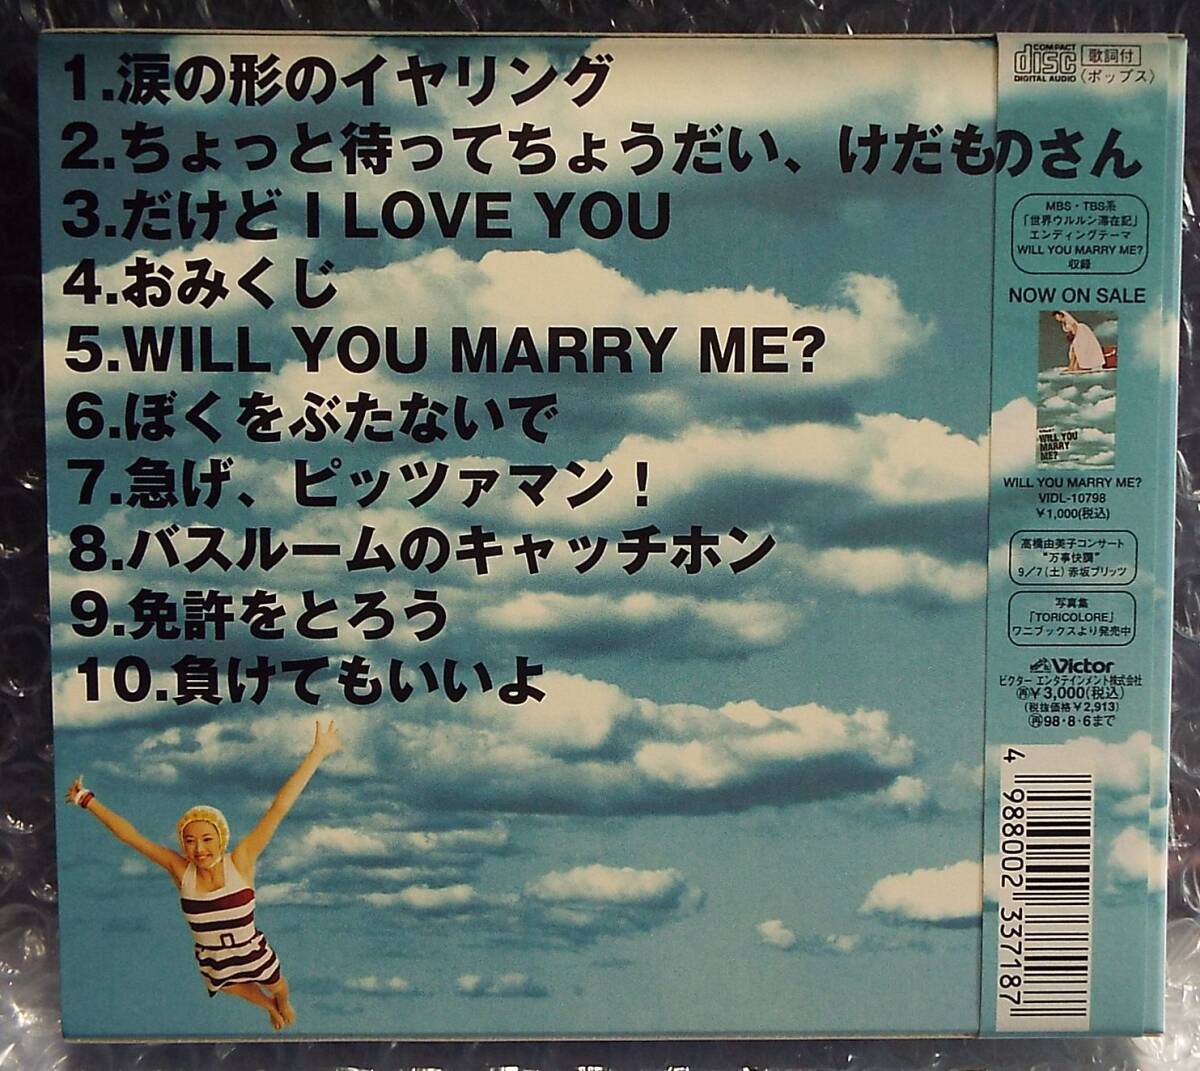 1.涙の形のイヤリング
2.ちょっと待ってちょうだい、けだものさん
3.だけど I LOVE YOU
4.おみくじ
5.WILL YOU MARRY ME?
6.ぼくをぶたないで
7.急げ、ピッツァマン！
8.バスルームのキャッチホン
9.免許をとろう
10.負けてもいいよ
COMPACT
disc
DIGITAL AUDIO
歌詞付
〈ポップス〉
MBS・TBS系
「世界ウルルン滞在記」
エンディングテーマ
WILL YOU MARRY ME?
収録
NOW ON SALE
WILL YOU
MARRY
ME?
WILL YOU MARRY ME?
VIDL-10798
￥1,000(税込)
高橋由美子コンサート
“万事快調”
9／7(土)赤坂ブリッツ
写真集
「TORICOLORE」
ワニブックスより発売中
Victor
ビクター エンタテインメント株式会社
㋐￥3,000(税込)
(税抜価格￥2,913)
㋐98・8・6まで
4 988002 337187